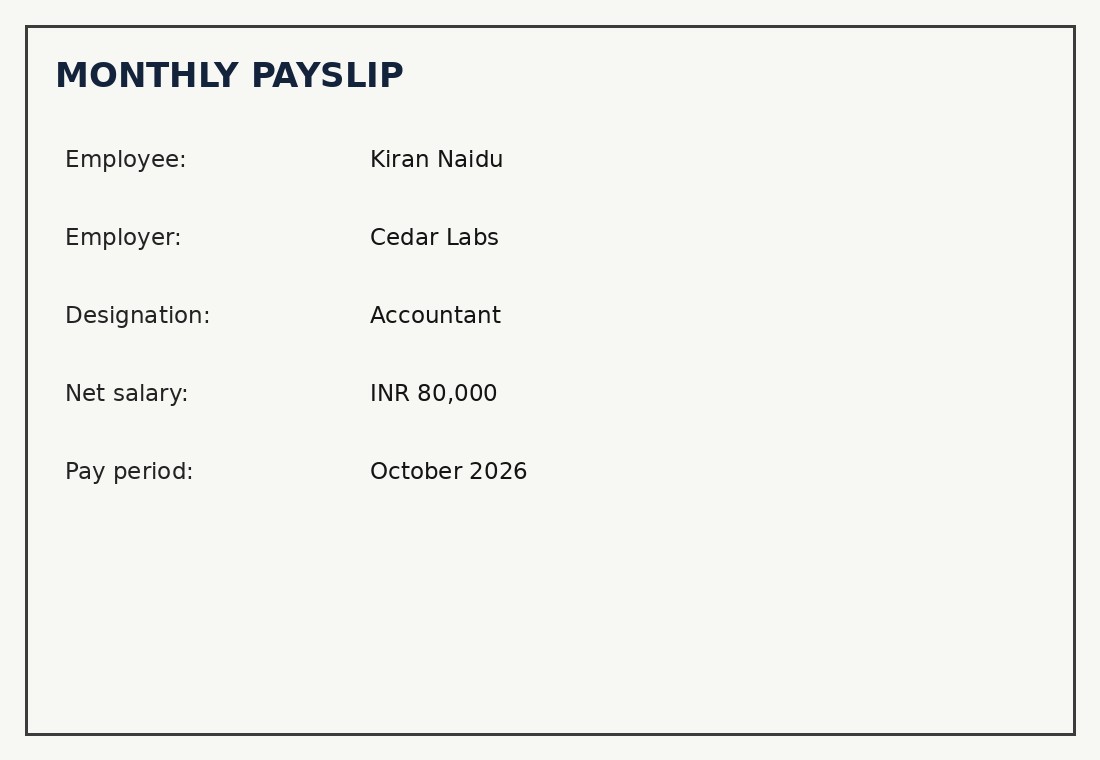 MONTHLY PAYSLIP
Employee: Kiran Naidu
Employer: Cedar Labs
Designation: Accountant
Net salary: INR 80,000
Pay period: October 2026